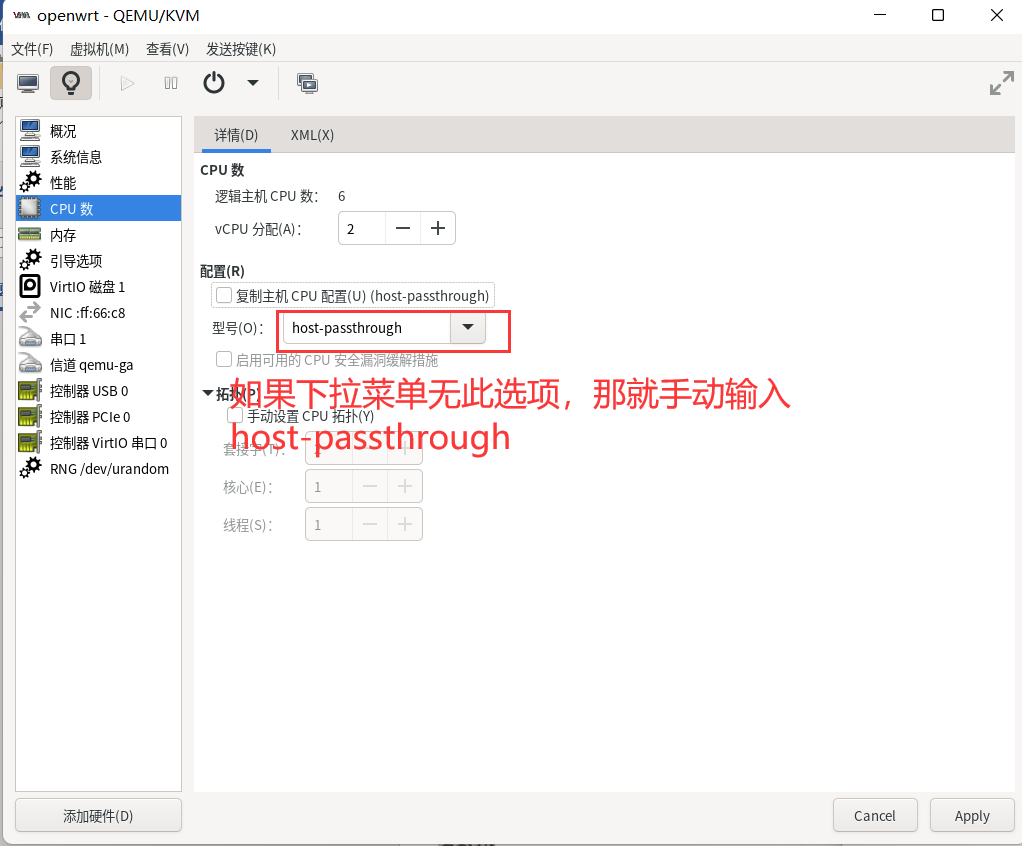 openwrt - QEMU/KVM
文件(F) 虚拟机(M) 查看(V) 发送按键(K)
概况
系统信息
性能
CPU 数
内存
引导选项
VirtIO 磁盘 1
NIC :ff:66:c8
串口 1
信道 qemu-ga
控制器 USB 0
控制器 PCIe 0
控制器 VirtIO 串口 0
RNG /dev/urandom
添加硬件(D)
详情(D) XML(X)
CPU 数
逻辑主机 CPU 数： 6
vCPU 分配(A)： 2
配置(R)
复制主机 CPU 配置(U) (host-passthrough)
型号(O)： host-passthrough
启用可用的 CPU 安全漏洞缓解措施
如果下拉菜单无此选项，那就手动输入
host-passthrough
拓扑(P)
手动设置 CPU 拓扑(Y)
套接字(T)：
核心(E)： 1
线程(S)： 1
Cancel Apply